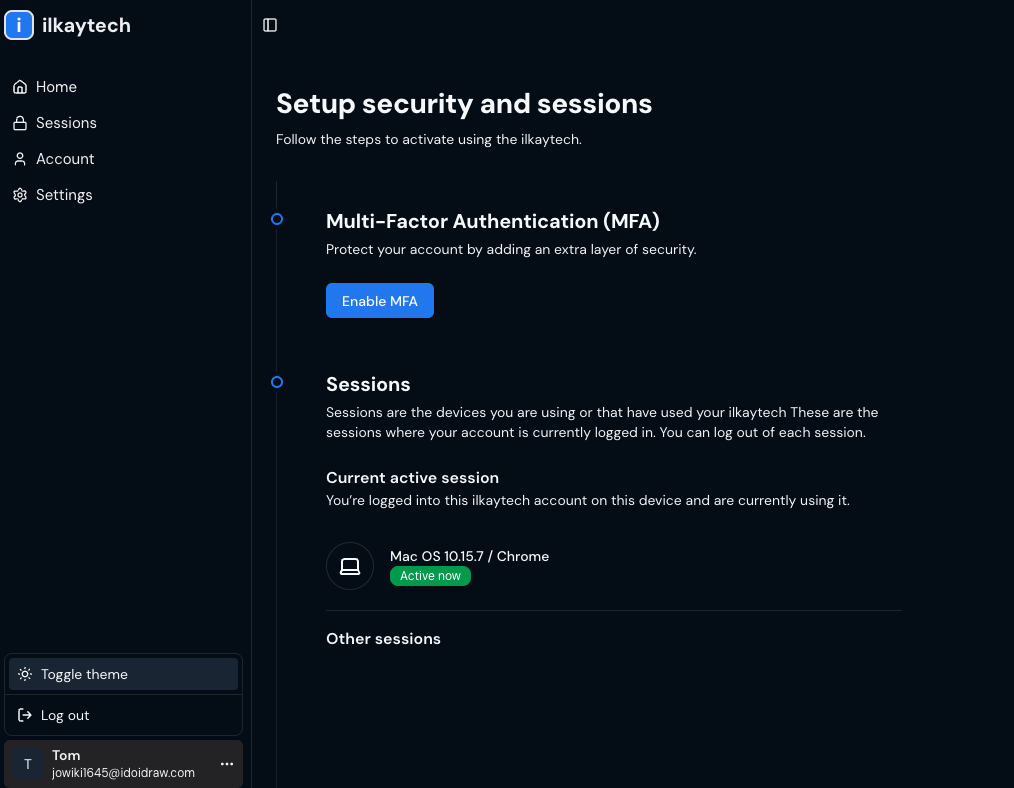 i ilkaytech
Home
Sessions
Account
Settings
Setup security and sessions
Follow the steps to activate using the ilkaytech.
Multi-Factor Authentication (MFA)
Protect your account by adding an extra layer of security.
Enable MFA
Sessions
Sessions are the devices you are using or that have used your ilkaytech These are the
sessions where your account is currently logged in. You can log out of each session.
Current active session
You’re logged into this ilkaytech account on this device and are currently using it.
Mac OS 10.15.7 / Chrome
Active now
Other sessions
Toggle theme
Log out
T
Tom
jowiki1645@idoidraw.com